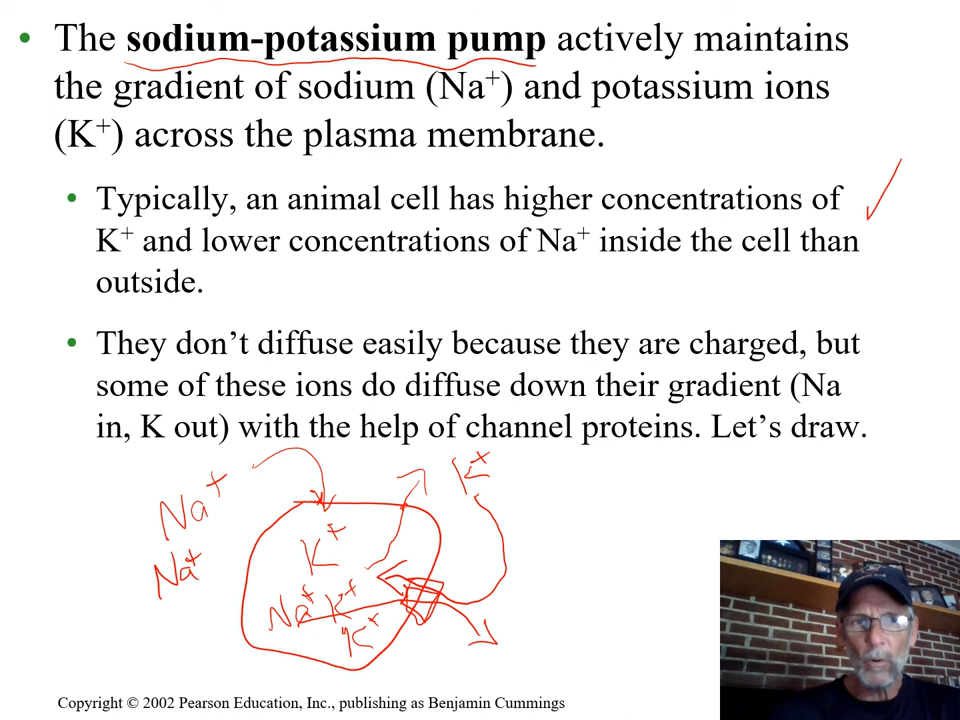 • The sodium-potassium pump actively maintains
the gradient of sodium (Na⁺) and potassium ions
(K⁺) across the plasma membrane.
• Typically, an animal cell has higher concentrations of
K⁺ and lower concentrations of Na⁺ inside the cell than
outside.
• They don’t diffuse easily because they are charged, but
some of these ions do diffuse down their gradient (Na
in, K out) with the help of channel proteins. Let’s draw.
K⁺
Na⁺
K⁺
Na⁺
Na⁺ K⁺
K⁺
Copyright © 2002 Pearson Education, Inc., publishing as Benjamin Cummings